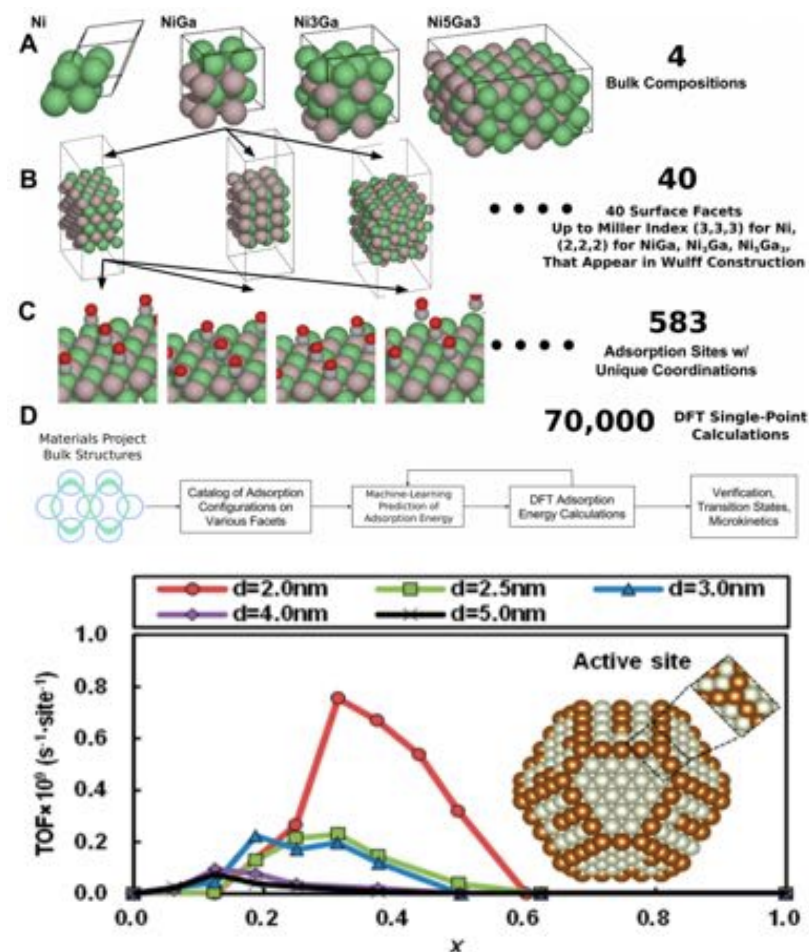 Ni NiGa Ni3Ga Ni5Ga3
A
4
Bulk Compositions
B
40
40 Surface Facets
Up to Miller Index (3,3,3) for Ni,
(2,2,2) for NiGa, Ni₃Ga, Ni₅Ga₃,
That Appear in Wulff Construction
C
583
Adsorption Sites w/
Unique Coordinations
D
70,000 DFT Single-Point
Calculations
Materials Project
Bulk Structures
Catalog of Adsorption
Configurations on
Various Facets
Machine-Learning
Prediction of
Adsorption Energy
DFT Adsorption
Energy Calculations
Verification,
Transition States,
Microkinetics
d=2.0nm d=2.5nm d=3.0nm
d=4.0nm d=5.0nm
Active site
TOF×10⁹ (s⁻¹·site⁻¹)
1.0
0.8
0.6
0.4
0.2
0.0
0.0 0.2 0.4 0.6 0.8 1.0
x